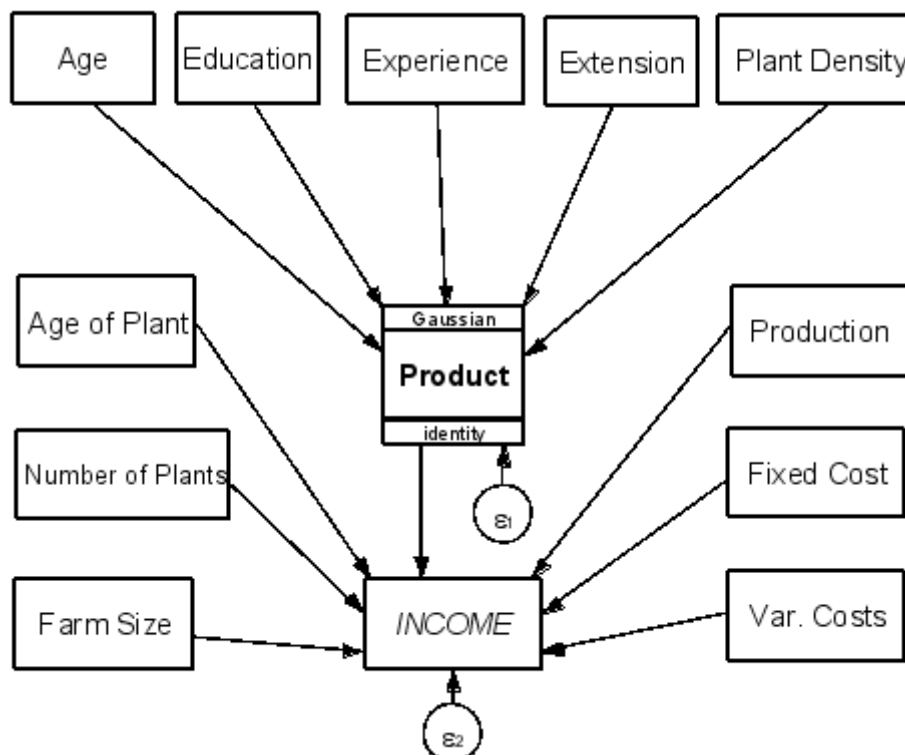 Age
Education
Experience
Extension
Plant Density
Gaussian
Product
identity
Age of Plant
Production
Number of Plants
Fixed Cost
ε1
Farm Size
INCOME
Var. Costs
ε2